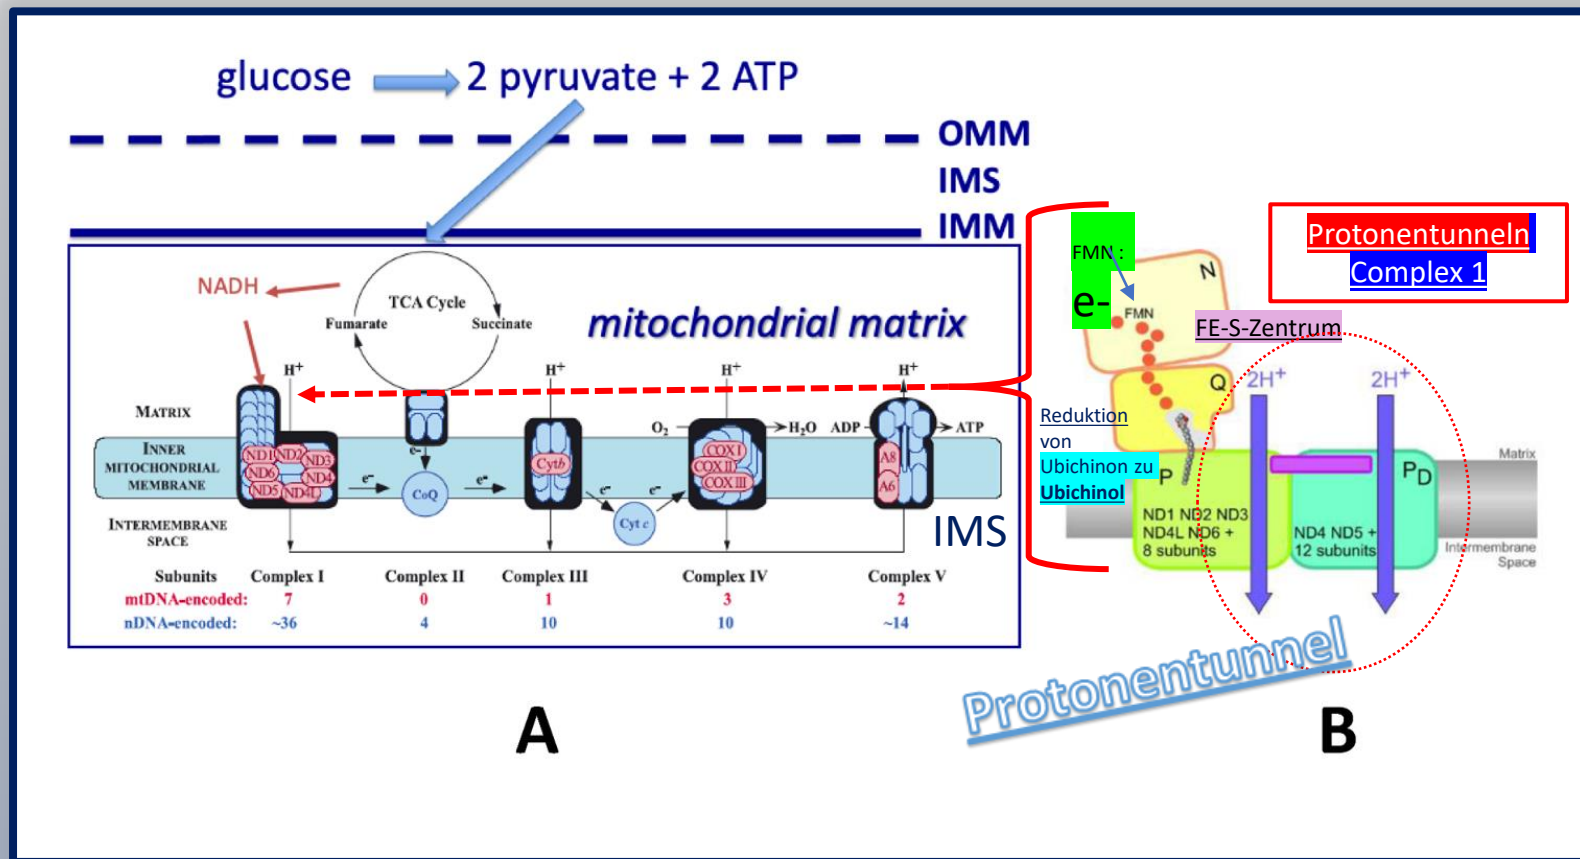 glucose 2 pyruvate + 2 ATP
OMM
IMS
IMM
NADH
TCA Cycle
Fumarate Succinate
mitochondrial matrix
H+ H+ H+ H+
MATRIX
O2 H2O ADP ATP
INNER
MITOCHONDRIAL
MEMBRANE
ND1 ND2 ND3
ND6 ND4
ND5 ND4L
e-
e- CoQ e-
Cytb
e- Cyt c e-
COX I
COX II
COX III
A8
A6
INTERMEMBRANE
SPACE
IMS
Subunits Complex I Complex II Complex III Complex IV Complex V
mtDNA-encoded: 7 0 1 3 2
nDNA-encoded: ~36 4 10 10 ~14
A
FMN :
e-
FMN
N
Protonentunneln
Complex 1
FE-S-Zentrum
Q
2H+ 2H+
Reduktion
von
Ubichinon zu
Ubichinol
P PD
Matrix
ND1 ND2 ND3
ND4L ND6 +
8 subunits
ND4 ND5 +
12 subunits
Intermembrane
Space
Protonentunnel
B